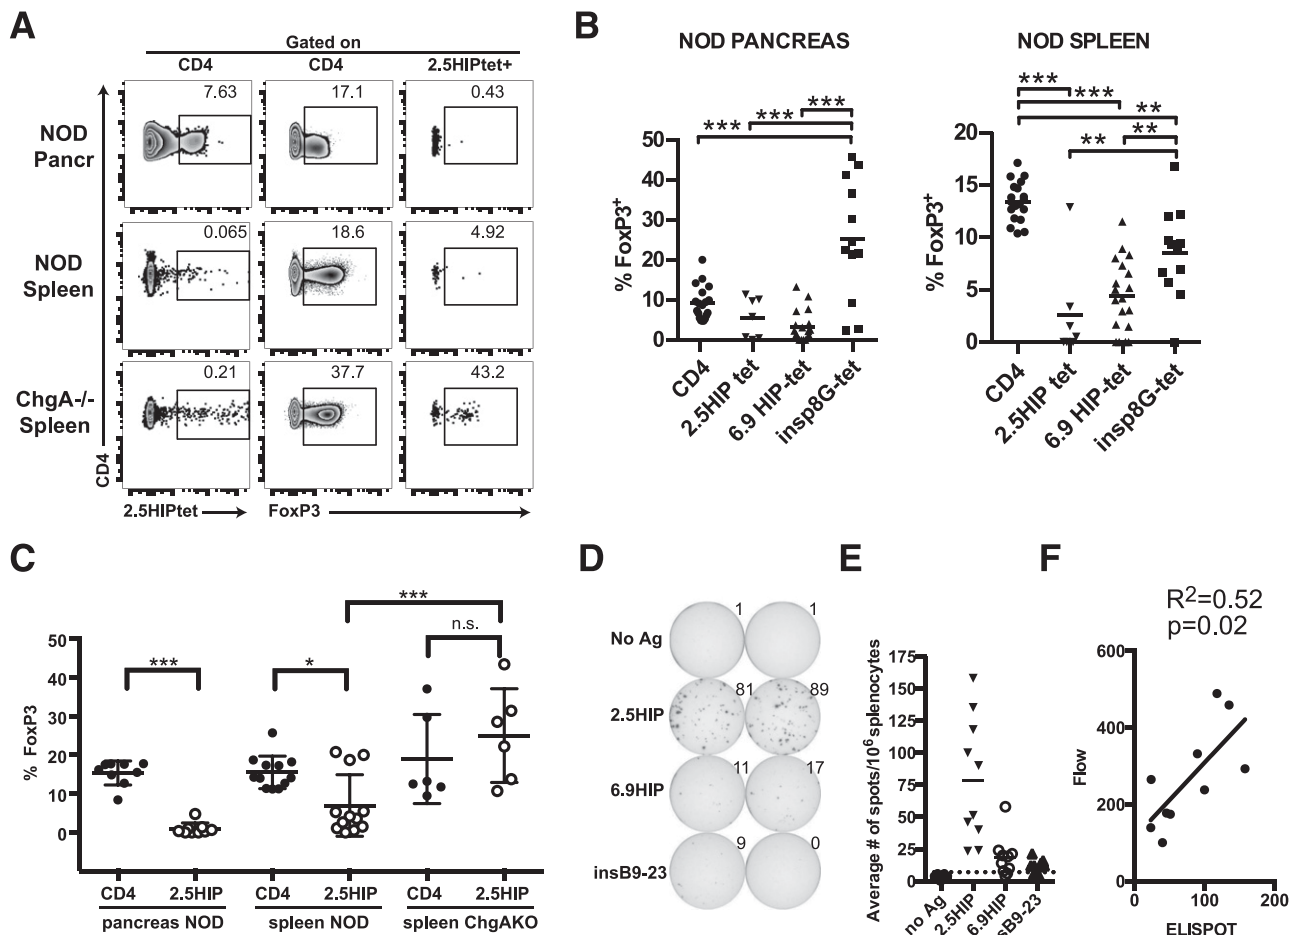 A
Gated on
CD4 CD4 2.5HIPtet+
7.63 17.1 0.43
NOD
Pancr
0.065 18.6 4.92
NOD
Spleen
0.21 37.7 43.2
ChgA-/-
Spleen
CD4
2.5HIPtet FoxP3
B
NOD PANCREAS
***
***
***
% FoxP3+
50
40
30
20
10
0
CD4
2.5HIP tet
6.9 HIP-tet
insp8G-tet
NOD SPLEEN
***
***
**
**
**
% FoxP3+
20
15
10
5
0
CD4
2.5HIP tet
6.9 HIP-tet
insp8G-tet
C
***
n.s.
***
*
% FoxP3
50
40
30
20
10
0
CD4 2.5HIP CD4 2.5HIP CD4 2.5HIP
pancreas NOD spleen NOD spleen ChgAKO
D
No Ag 1 1
2.5HIP 81 89
6.9HIP 11 17
insB9-23 9 0
E
Average # of spots/10⁶ splenocytes
175
150
125
100
75
50
25
0
no Ag
2.5HIP
6.9HIP
sB9-23
F
R²=0.52
p=0.02
Flow
600
400
200
0
0 100 200
ELISPOT